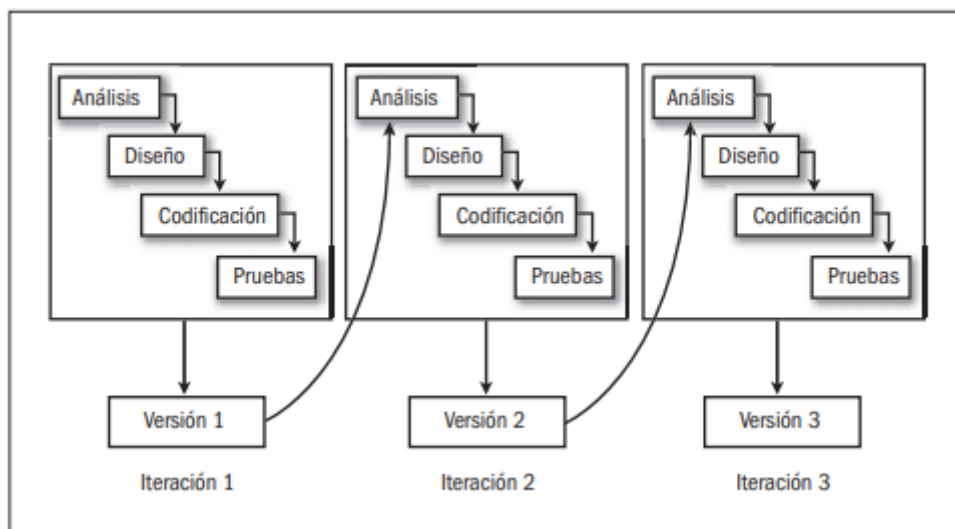 Análisis
Diseño
Codificación
Pruebas
Versión 1
Iteración 1
Análisis
Diseño
Codificación
Pruebas
Versión 2
Iteración 2
Análisis
Diseño
Codificación
Pruebas
Versión 3
Iteración 3